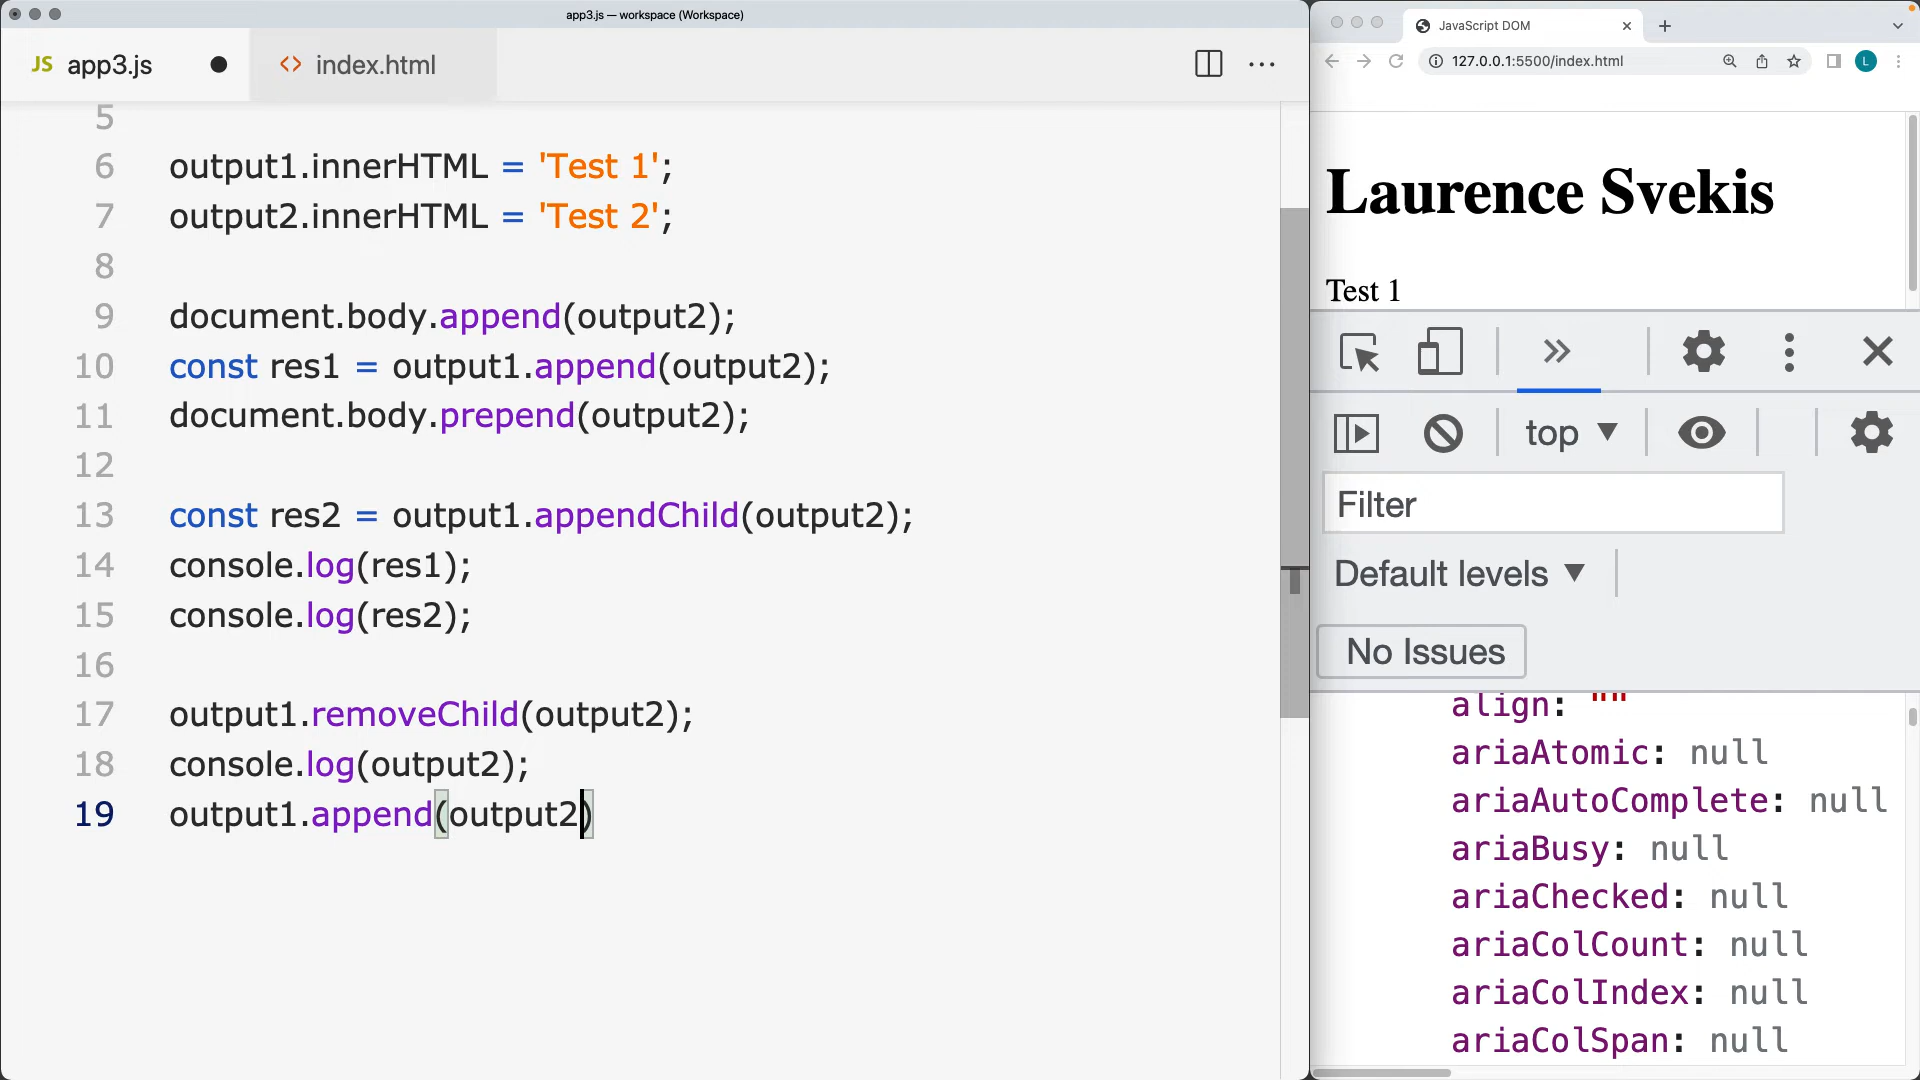 app3.js — workspace (Workspace)
JS app3.js
<> index.html
5
6 output1.innerHTML = 'Test 1';
7 output2.innerHTML = 'Test 2';
8
9 document.body.append(output2);
10 const res1 = output1.append(output2);
11 document.body.prepend(output2);
12
13 const res2 = output1.appendChild(output2);
14 console.log(res1);
15 console.log(res2);
16
17 output1.removeChild(output2);
18 console.log(output2);
19 output1.append(output2)
JavaScript DOM
127.0.0.1:5500/index.html
L
Laurence Svekis
Test 1
top
Filter
Default levels
No Issues
align: ""
ariaAtomic: null
ariaAutoComplete: null
ariaBusy: null
ariaChecked: null
ariaColCount: null
ariaColIndex: null
ariaColSpan: null